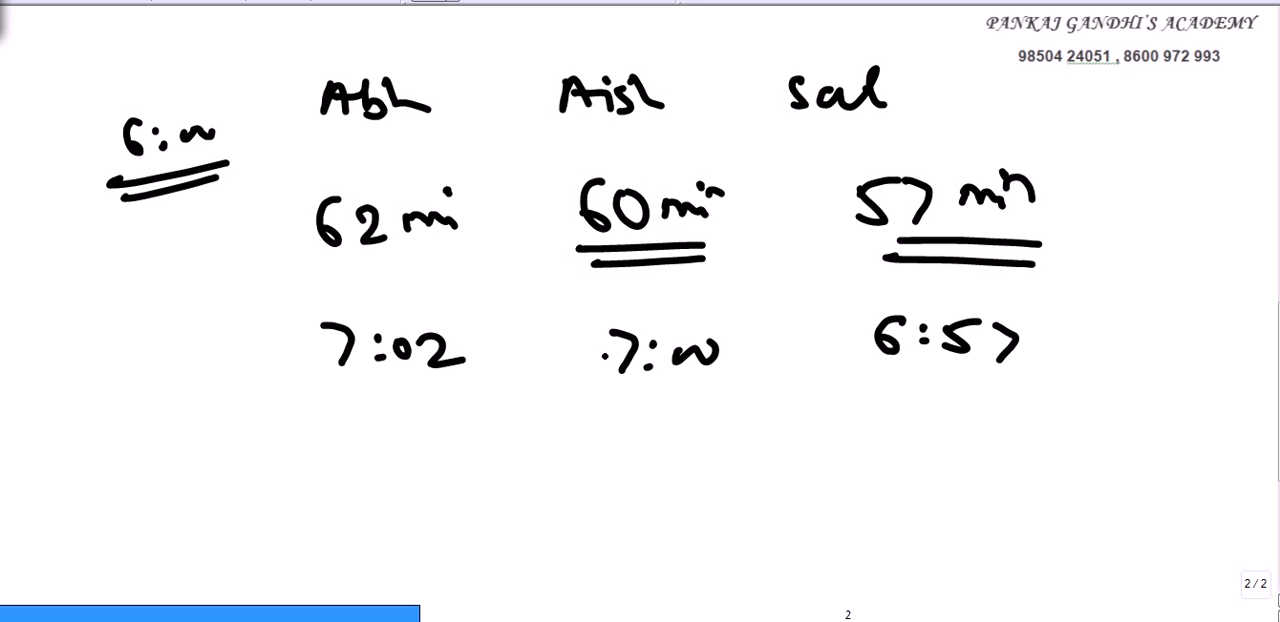 PANKAJ GANDHI'S ACADEMY
98504 24051 , 8600 972 993
Abh Aish Sal
6:00
62 mi 60 min 57 min
7:02 7:00 6:57
2/2
2